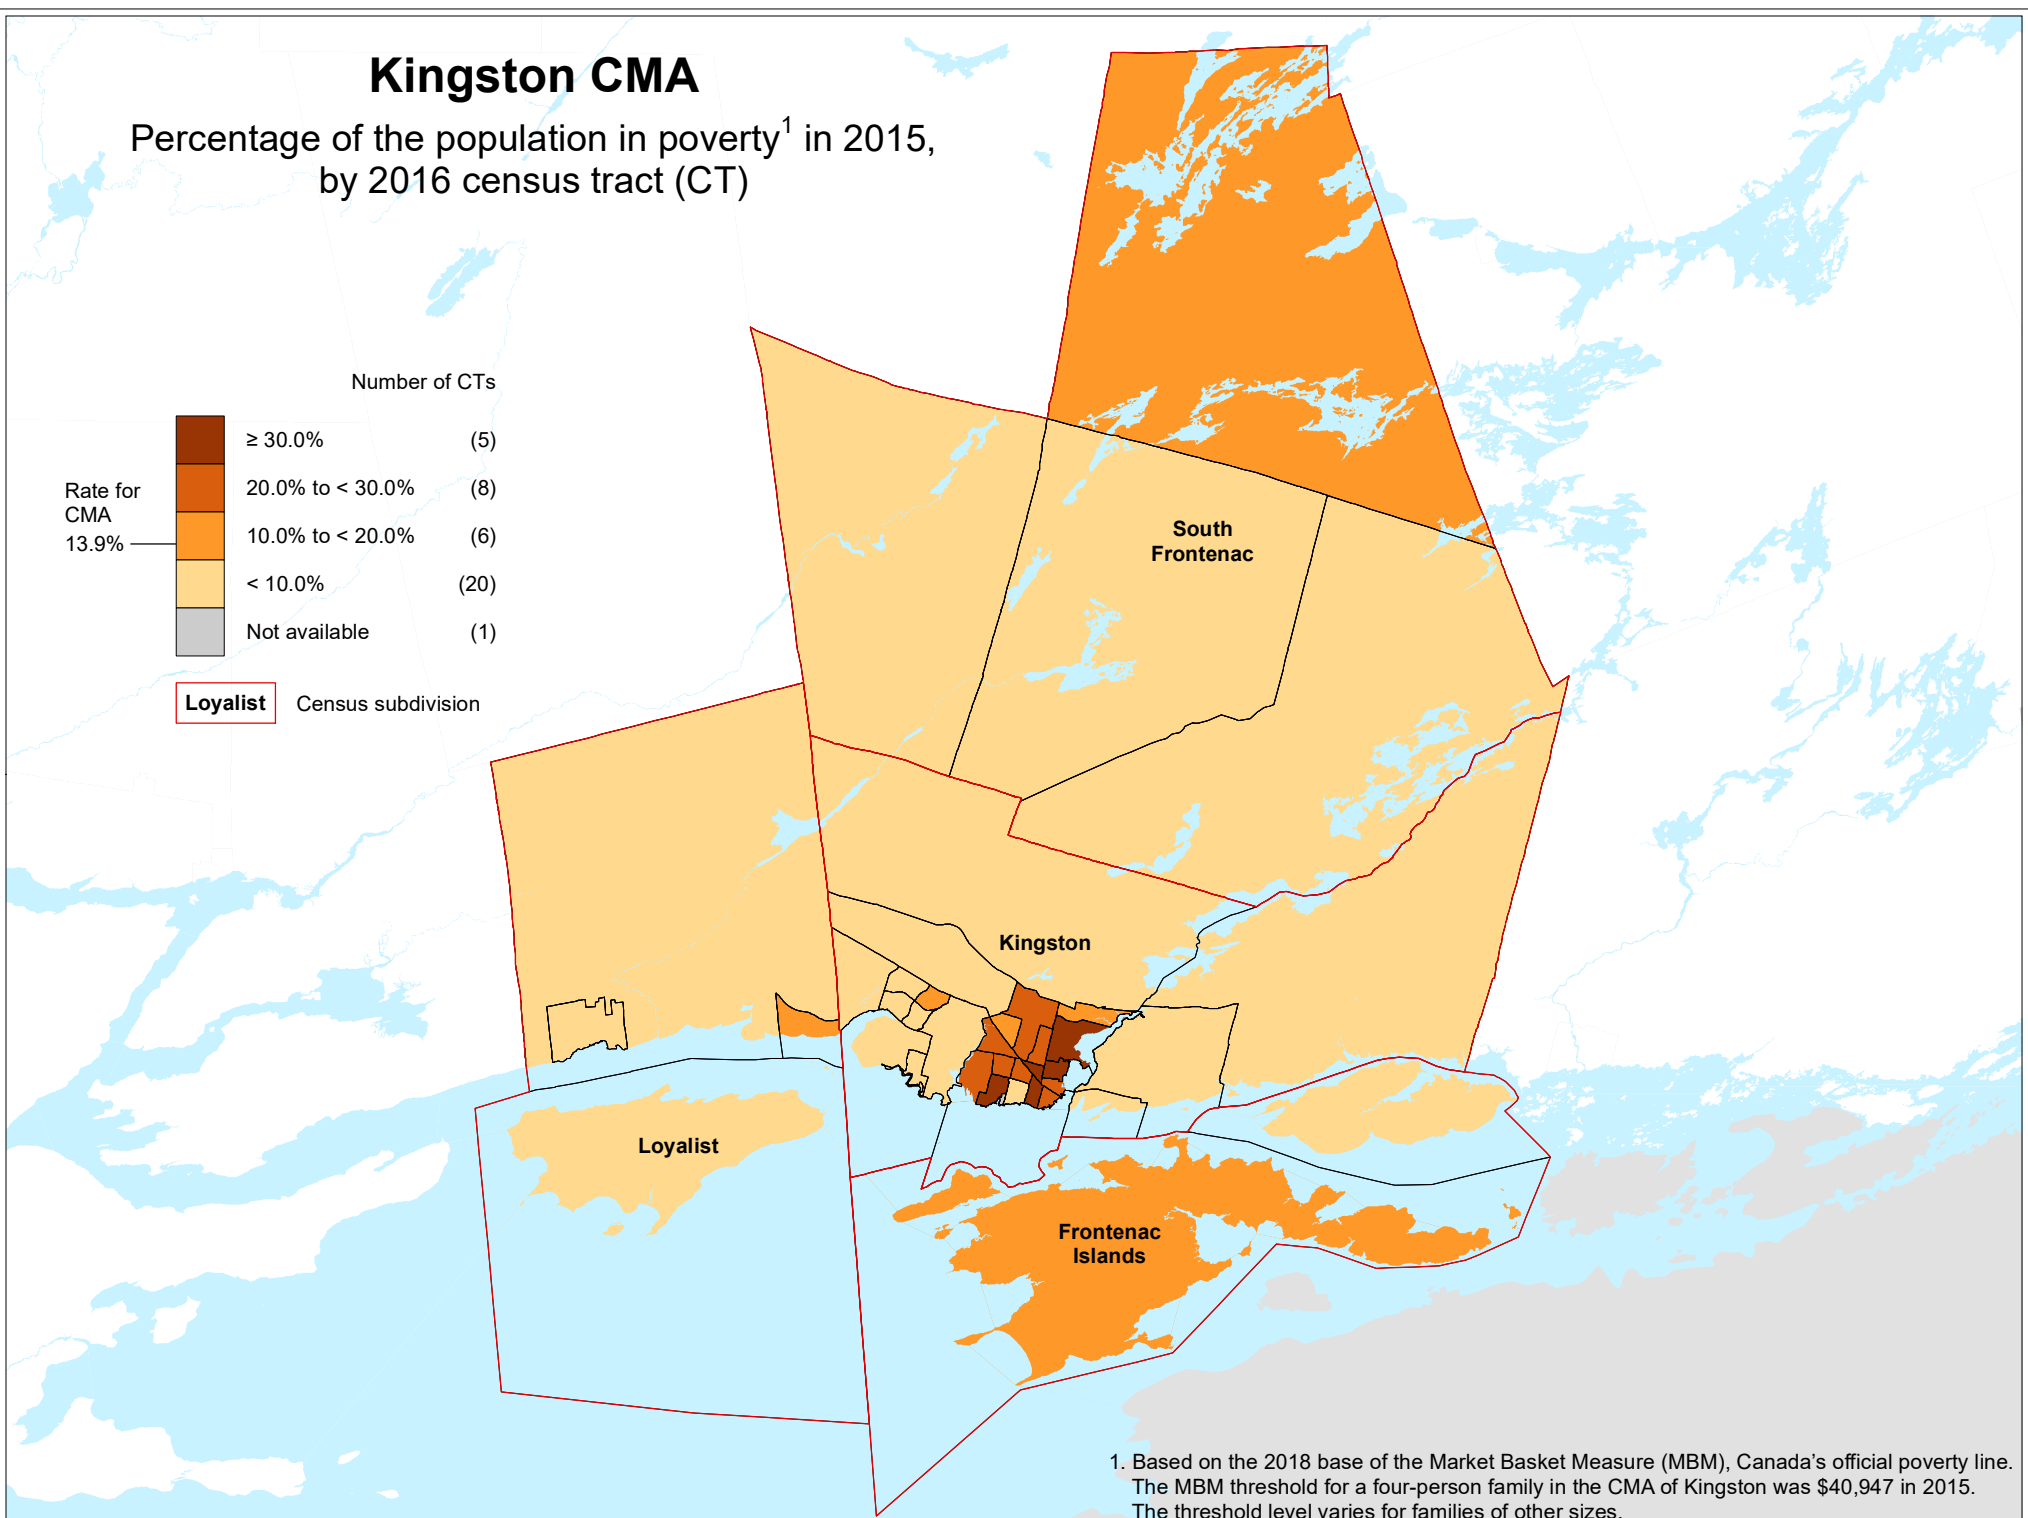 Kingston CMA
Percentage of the population in poverty1 in 2015,
by 2016 census tract (CT)
Number of CTs
≥ 30.0% (5)
20.0% to < 30.0% (8)
10.0% to < 20.0% (6)
< 10.0% (20)
Not available (1)
Rate for
CMA
13.9%
Loyalist Census subdivision
South
Frontenac
Kingston
Loyalist
Frontenac
Islands
1. Based on the 2018 base of the Market Basket Measure (MBM), Canada's official poverty line.
The MBM threshold for a four-person family in the CMA of Kingston was $40,947 in 2015.
The threshold level varies for families of other sizes.